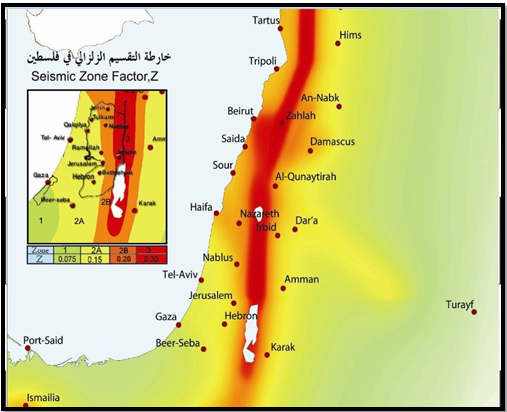 خارطة التقسيم الزلزالي في فلسطين
Seismic Zone Factor,Z
Jenin
Tulkarm
Qalqilya
Nablus
Tel- Aviv
3
Amm
Ramallah
Jericho
Jerusalem
Bethlehem
Gaza
Hebron
Beer-seba
2B
Karak
1
2A
Zone 1 2A 2B 3
Z 0.075 0.15 0.20 0.30
Tartus
Hims
Tripoli
An-Nabk
Beirut
Zahlah
Saida
Damascus
Sour
Al-Qunaytirah
Haifa
Nazareth
Dar'a
Irbid
Nablus
Tel-Aviv
Amman
Jerusalem
Turayf
Gaza
Hebron
Port-Said
Beer-Seba
Karak
Ismailia